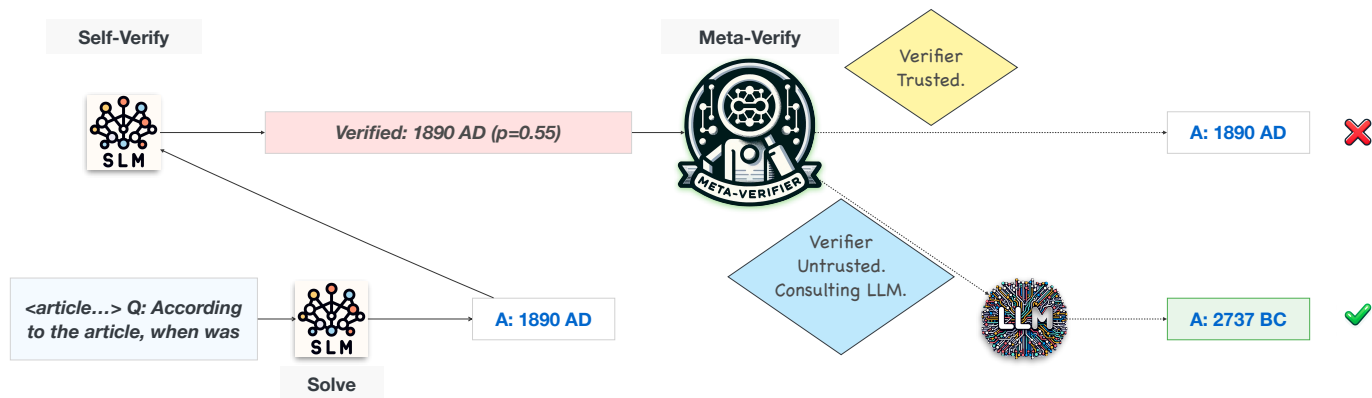 Self-Verify
Meta-Verify
Verifier
Trusted.
SLM
Verified: 1890 AD (p=0.55)
META-VERIFIER
A: 1890 AD
Verifier
Untrusted.
Consulting LLM.
<article...> Q: According
to the article, when was
SLM
A: 1890 AD
LLM
A: 2737 BC
Solve